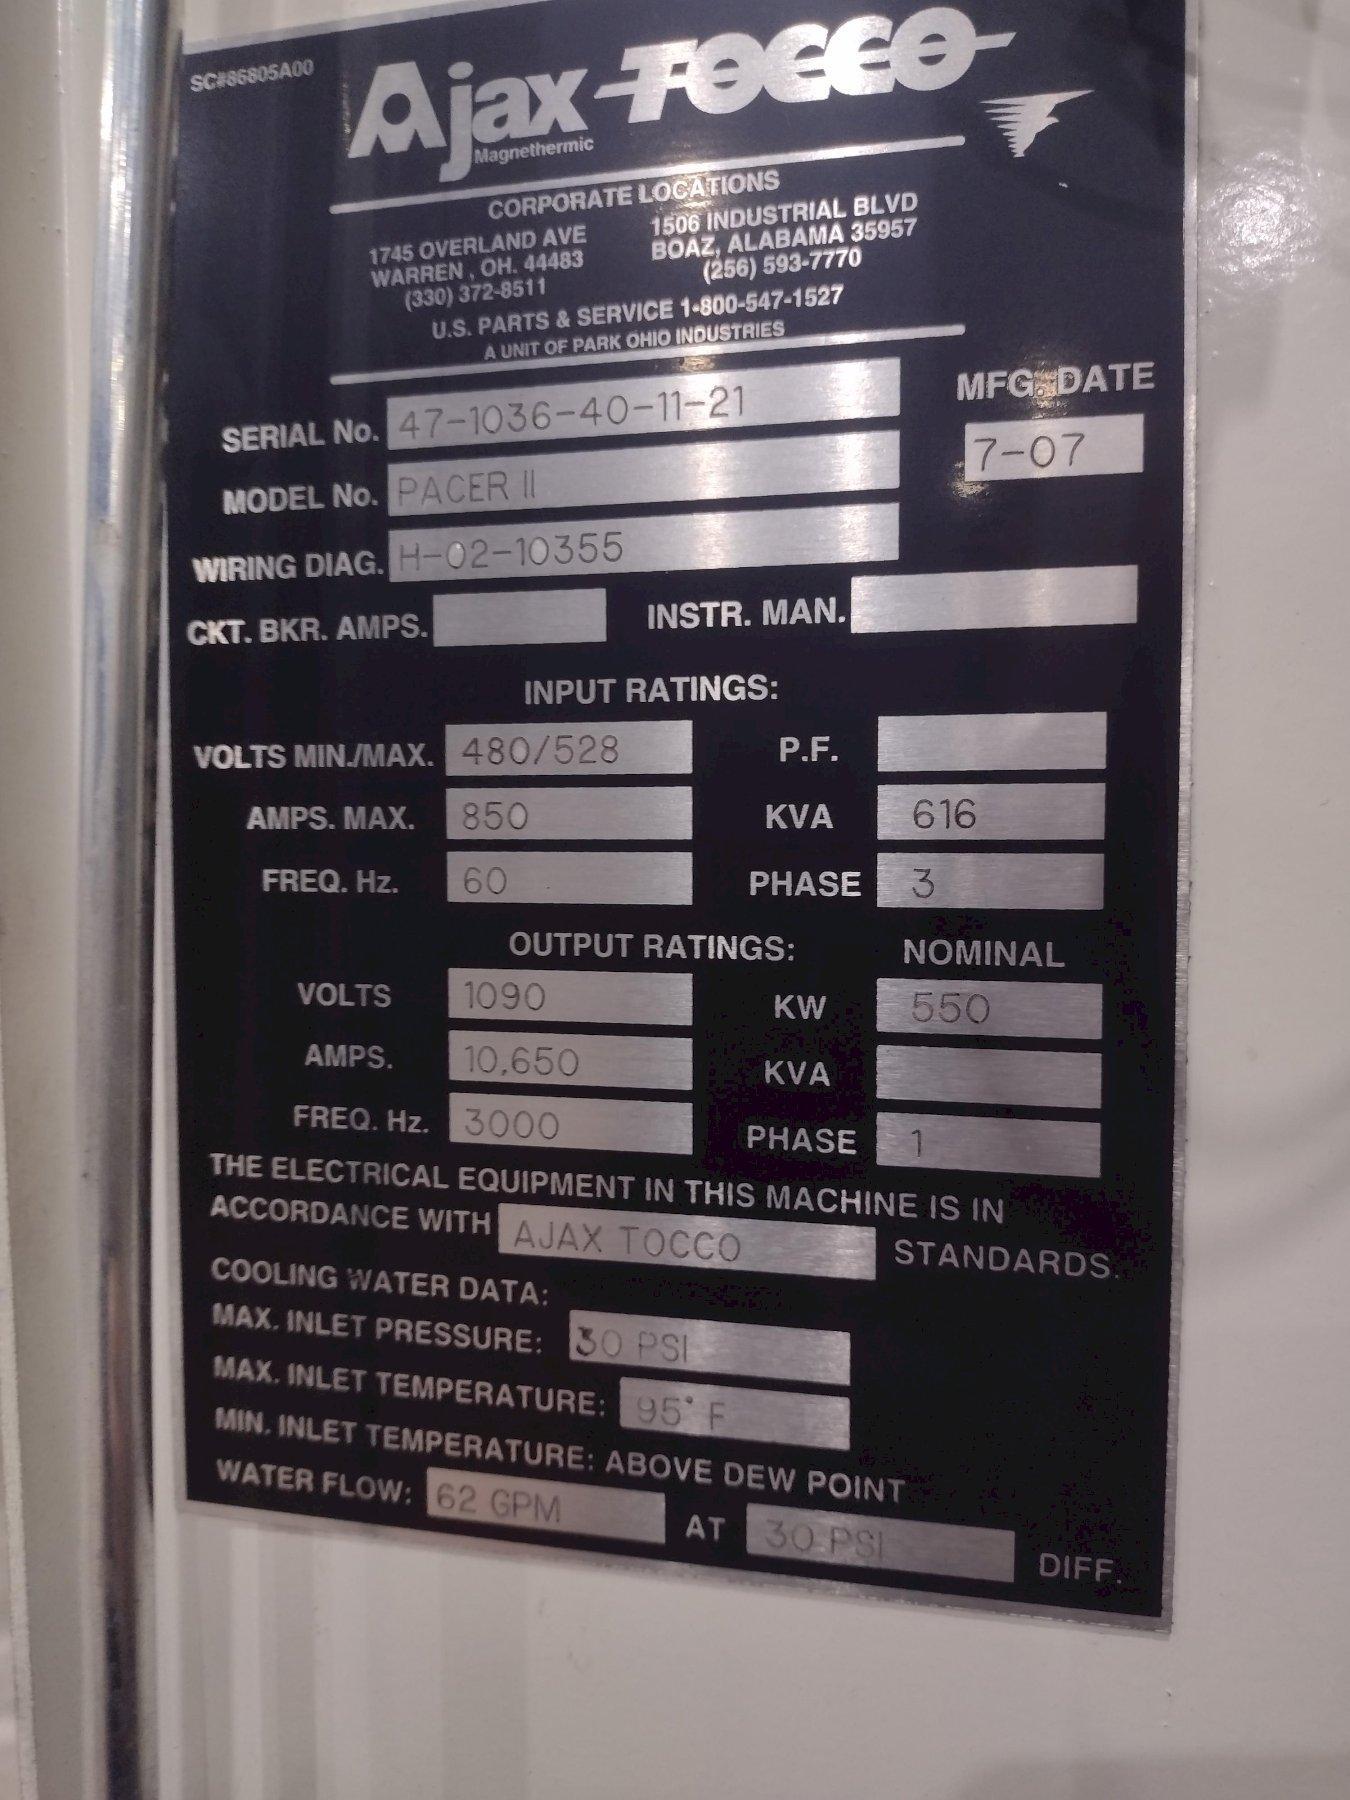 SC#86805A00
Ajax TOCCO
Magnethermic
CORPORATE LOCATIONS
1745 OVERLAND AVE
WARREN , OH. 44483
(330) 372-8511
1506 INDUSTRIAL BLVD
BOAZ, ALABAMA 35957
(256) 593-7770
U.S. PARTS & SERVICE 1-800-547-1527
A UNIT OF PARK OHIO INDUSTRIES
SERIAL No. 47-1036-40-11-21
MFG. DATE
7-07
MODEL No. PACER II
WIRING DIAG. H-02-10355
CKT. BKR. AMPS. INSTR. MAN.
INPUT RATINGS:
VOLTS MIN./MAX. 480/528 P.F.
AMPS. MAX. 850 KVA 616
FREQ. Hz. 60 PHASE 3
OUTPUT RATINGS: NOMINAL
VOLTS 1090 KW 550
AMPS. 10,650 KVA
FREQ. Hz. 3000 PHASE 1
THE ELECTRICAL EQUIPMENT IN THIS MACHINE IS IN
ACCORDANCE WITH AJAX TOCCO STANDARDS.
COOLING WATER DATA:
MAX. INLET PRESSURE: 30 PSI
MAX. INLET TEMPERATURE: 95° F
MIN. INLET TEMPERATURE: ABOVE DEW POINT
WATER FLOW: 62 GPM AT 30 PSI DIFF.